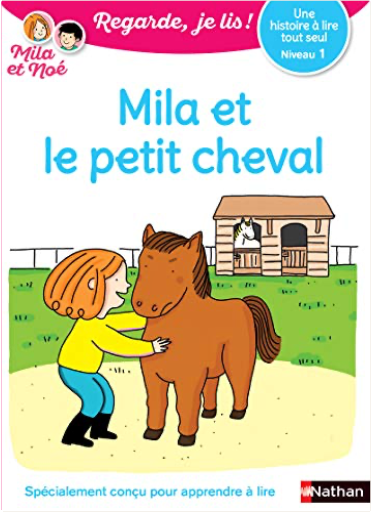 Mila
et Noé
Regarde, je lis !
Une
histoire à lire
tout seul
Niveau 1
Mila et
le petit cheval
Spécialement conçu pour apprendre à lire
Nathan